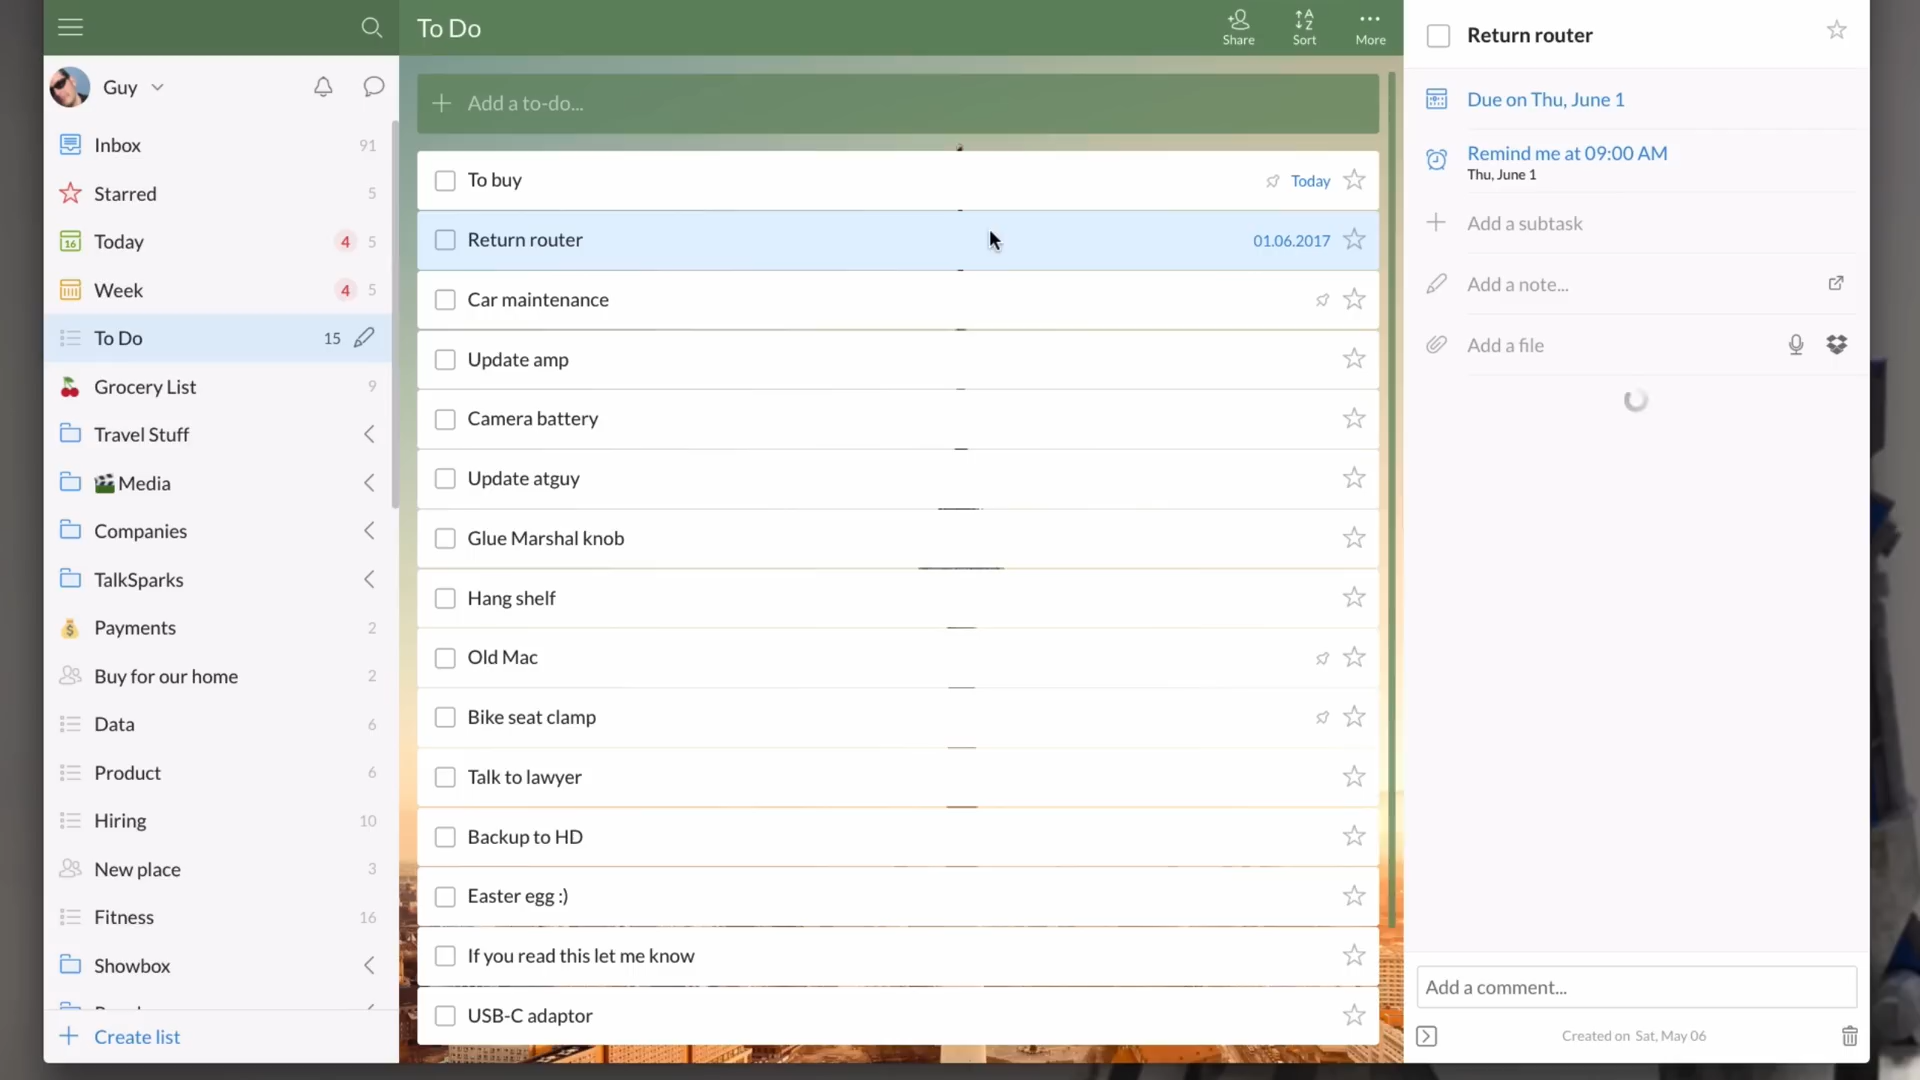 To Do
Share
Sort
More
Guy
Inbox 91
Starred 5
16 Today 4 5
Week 4 5
To Do 15
Grocery List 9
Travel Stuff
Media
Companies
TalkSparks
Payments 2
Buy for our home 2
Data 6
Product 6
Hiring 10
New place 3
Fitness 16
Showbox
Create list
Add a to-do...
To buy Today
Return router 01.06.2017
Car maintenance
Update amp
Camera battery
Update atguy
Glue Marshal knob
Hang shelf
Old Mac
Bike seat clamp
Talk to lawyer
Backup to HD
Easter egg :)
If you read this let me know
USB-C adaptor
Return router
Due on Thu, June 1
Remind me at 09:00 AM
Thu, June 1
Add a subtask
Add a note...
Add a file
Add a comment...
Created on Sat, May 06